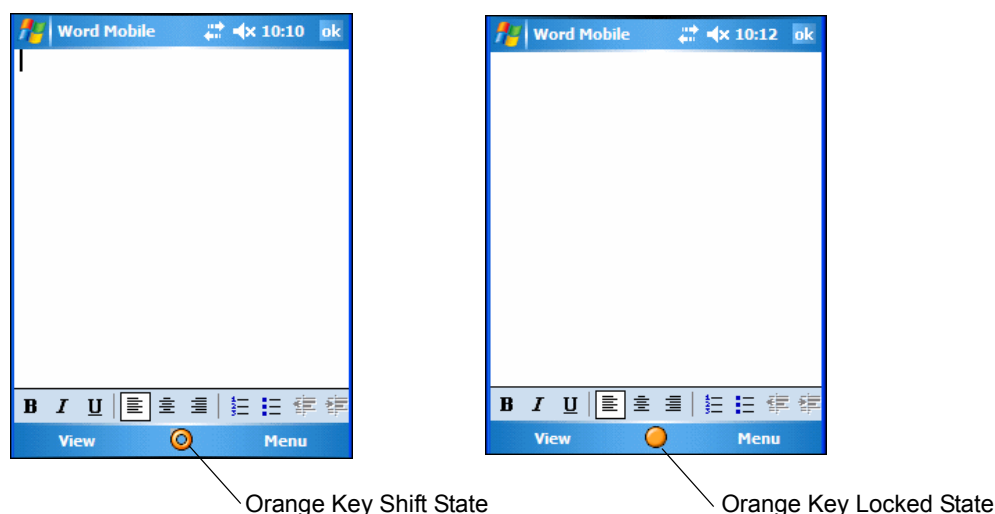 Word Mobile 10:10 ok
B I U
View Menu
Orange Key Shift State
Word Mobile 10:12 ok
B I U
View Menu
Orange Key Locked State